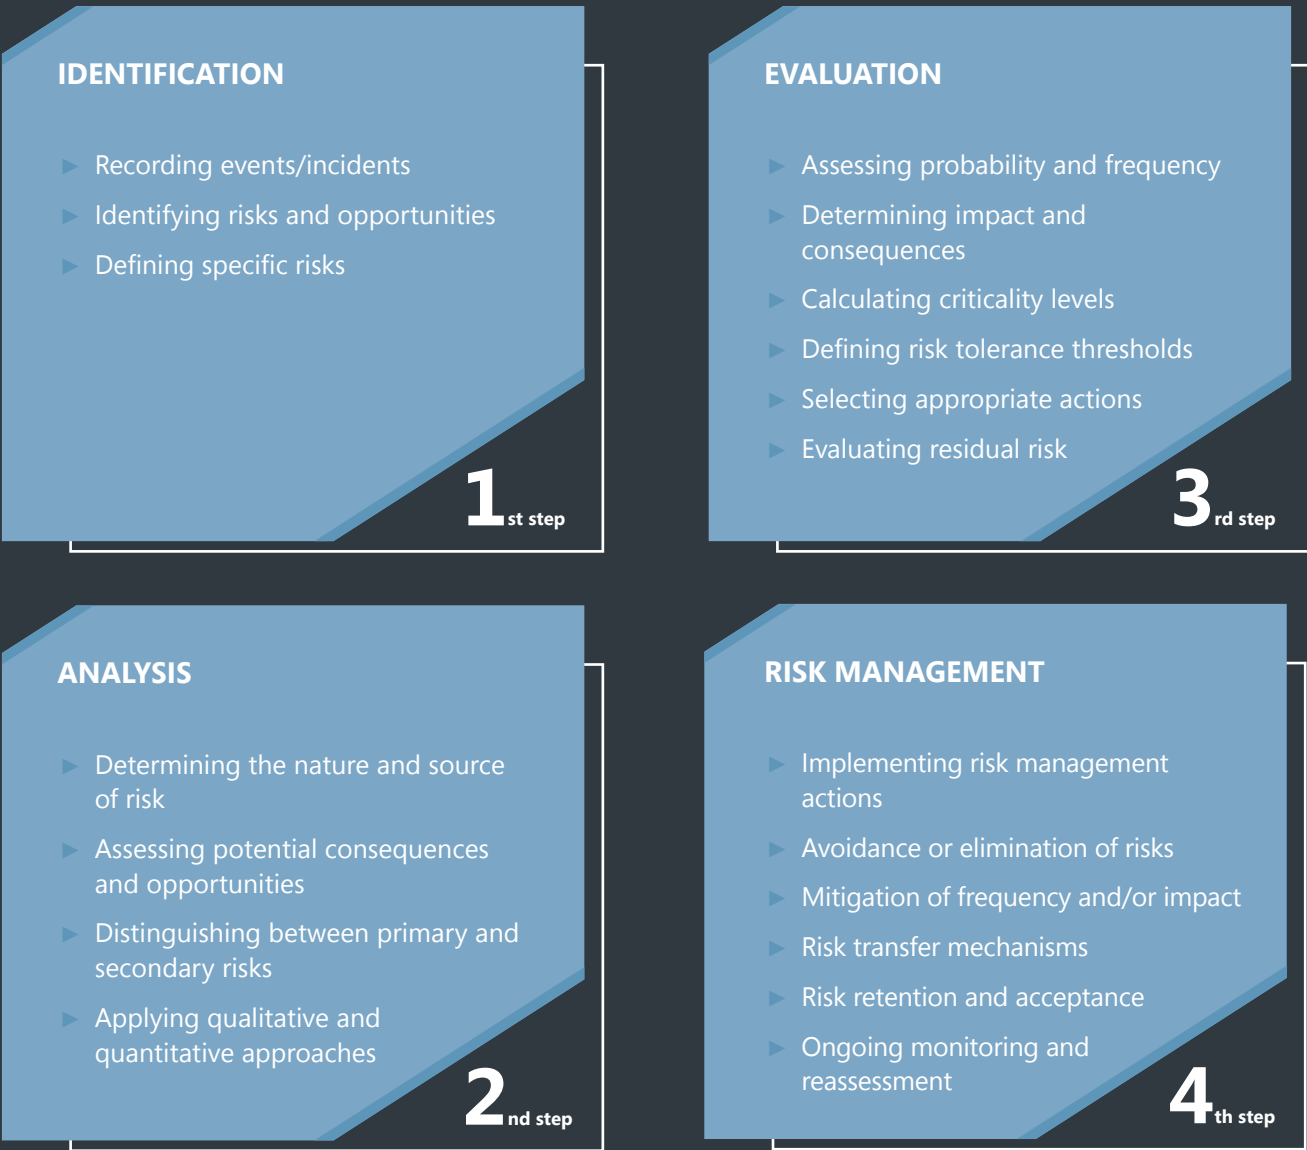 IDENTIFICATION
► Recording events/incidents
► Identifying risks and opportunities
► Defining specific risks
1st step
ANALYSIS
► Determining the nature and source
of risk
► Assessing potential consequences
and opportunities
► Distinguishing between primary and
secondary risks
► Applying qualitative and
quantitative approaches
2nd step
EVALUATION
► Assessing probability and frequency
► Determining impact and
consequences
► Calculating criticality levels
► Defining risk tolerance thresholds
► Selecting appropriate actions
► Evaluating residual risk
3rd step
RISK MANAGEMENT
► Implementing risk management
actions
► Avoidance or elimination of risks
► Mitigation of frequency and/or impact
► Risk transfer mechanisms
► Risk retention and acceptance
► Ongoing monitoring and
reassessment
4th step